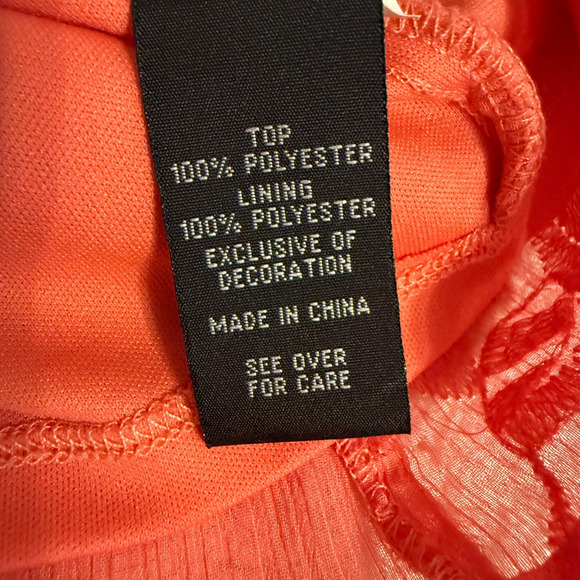 TOP
100% POLYESTER
LINING
100% POLYESTER
EXCLUSIVE OF
DECORATION
MADE IN CHINA
SEE OVER
FOR CARE